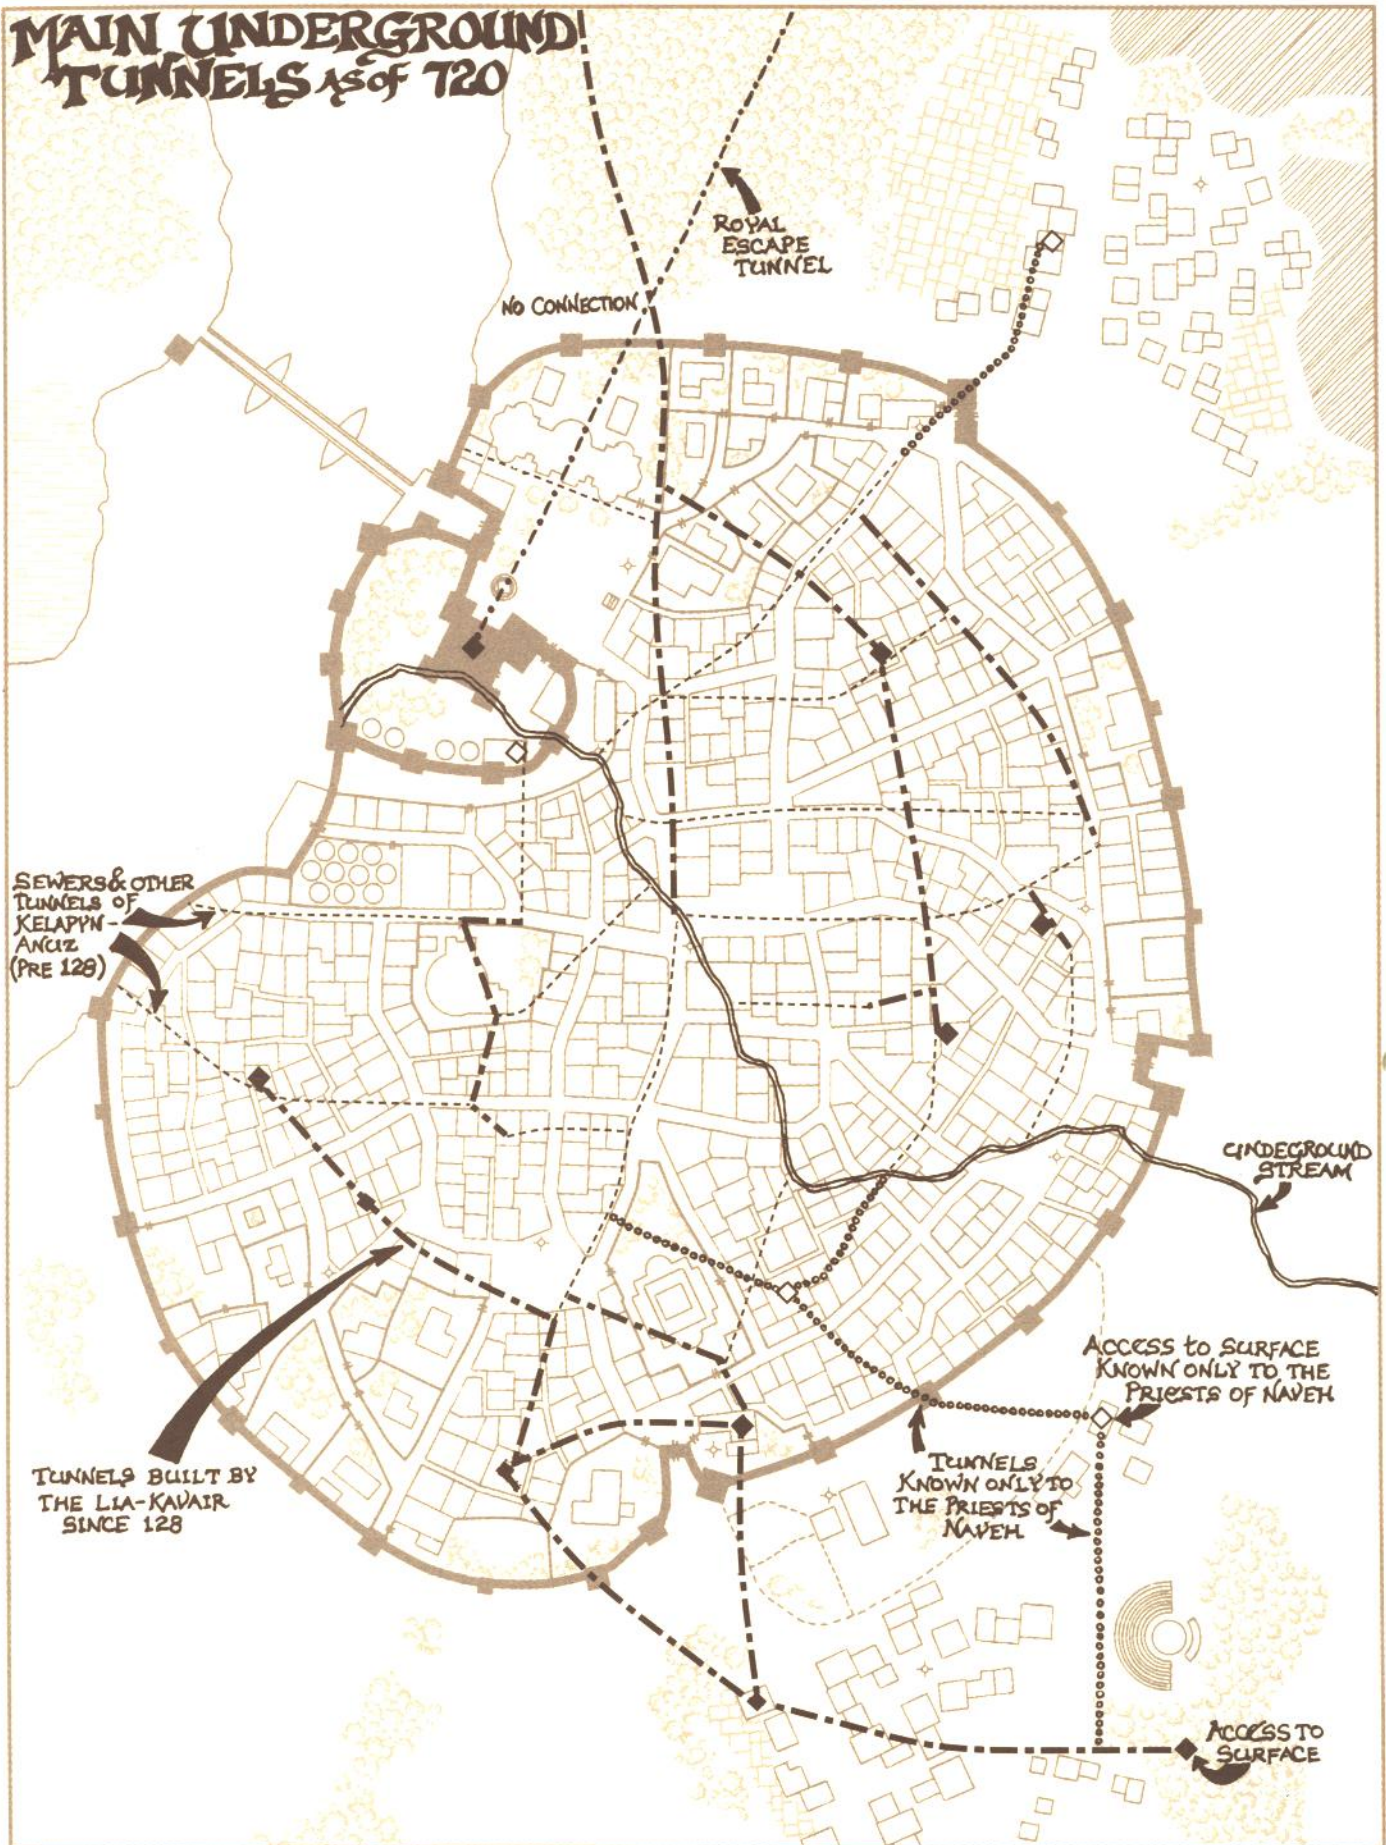 MAIN UNDERGROUND
TUNNELS AS OF 720
ROYAL
ESCAPE
TUNNEL
NO CONNECTION
SEWERS & OTHER
TUNNELS OF
KELAPYN-
ANUZ
(PRE 128)
UNDEGROUND
STREAM
ACCESS to SURFACE
KNOWN ONLY TO THE
PRIESTS OF NAVEH
TUNNELS
KNOWN ONLY TO
THE PRIESTS OF
NAVEH
TUNNELS BUILT BY
THE LIA-KAVAIR
SINCE 128
ACCESS TO
SURFACE